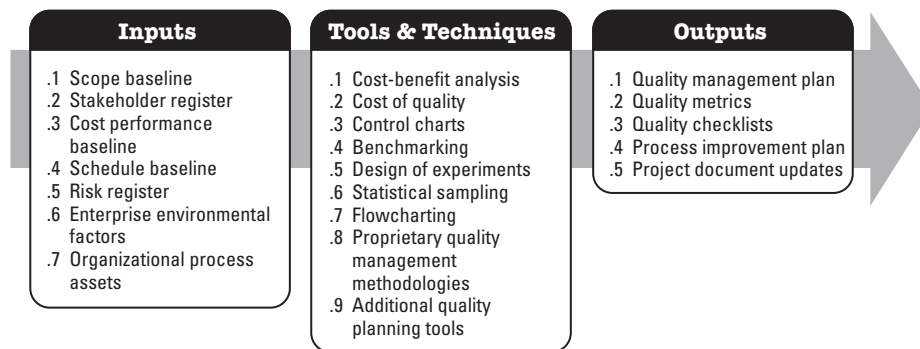 Inputs
.1 Scope baseline
.2 Stakeholder register
.3 Cost performance
baseline
.4 Schedule baseline
.5 Risk register
.6 Enterprise environmental
factors
.7 Organizational process
assets
Tools & Techniques
.1 Cost-benefit analysis
.2 Cost of quality
.3 Control charts
.4 Benchmarking
.5 Design of experiments
.6 Statistical sampling
.7 Flowcharting
.8 Proprietary quality
management
methodologies
.9 Additional quality
planning tools
Outputs
.1 Quality management plan
.2 Quality metrics
.3 Quality checklists
.4 Process improvement plan
.5 Project document updates